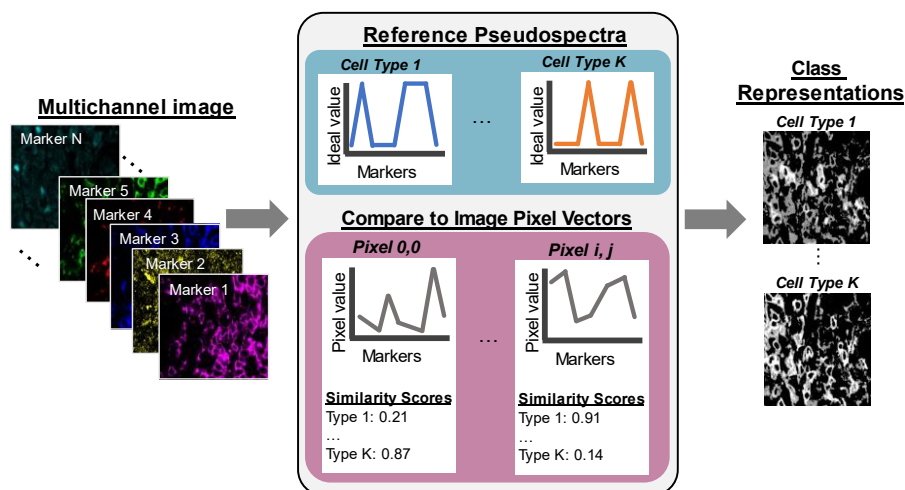 Multichannel image
Marker N
Marker 5
Marker 4
Marker 3
Marker 2
Marker 1
Reference Pseudospectra
Cell Type 1
Ideal value
Markers
...
Cell Type K
Ideal value
Markers
Compare to Image Pixel Vectors
Pixel 0,0
Pixel value
Markers
Similarity Scores
Type 1: 0.21
...
Type K: 0.87
...
Pixel i, j
Pixel value
Markers
Similarity Scores
Type 1: 0.91
...
Type K: 0.14
Class
Representations
Cell Type 1
Cell Type K